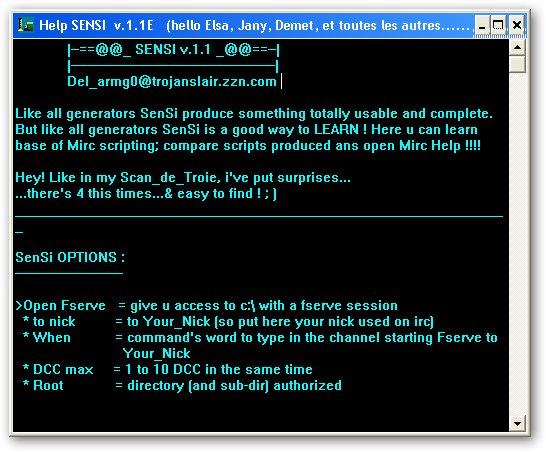 Help SENSI v.1.1E (hello Elsa, Jany, Demet, et toutes les autres......
|-==@@_ SENSI v.1.1 _@@==-|
|-------------------------------------|
Del_armg0@trojanslair.zzn.com
Like all generators SenSi produce something totally usable and complete.
But like all generators SenSi is a good way to LEARN ! Here u can learn
base of Mirc scripting; compare scripts produced ans open Mirc Help !!!!
Hey! Like in my Scan_de_Troie, i've put surprises...
...there's 4 this times...& easy to find ! ; )
_
SenSi OPTIONS :
---------------------
>Open Fserve = give u access to c:\ with a fserve session
* to nick = to Your_Nick (so put here your nick used on irc)
* When = command's word to type in the channel starting Fserve to
Your_Nick
* DCC max = 1 to 10 DCC in the same time
* Root = directory (and sub-dir) authorized